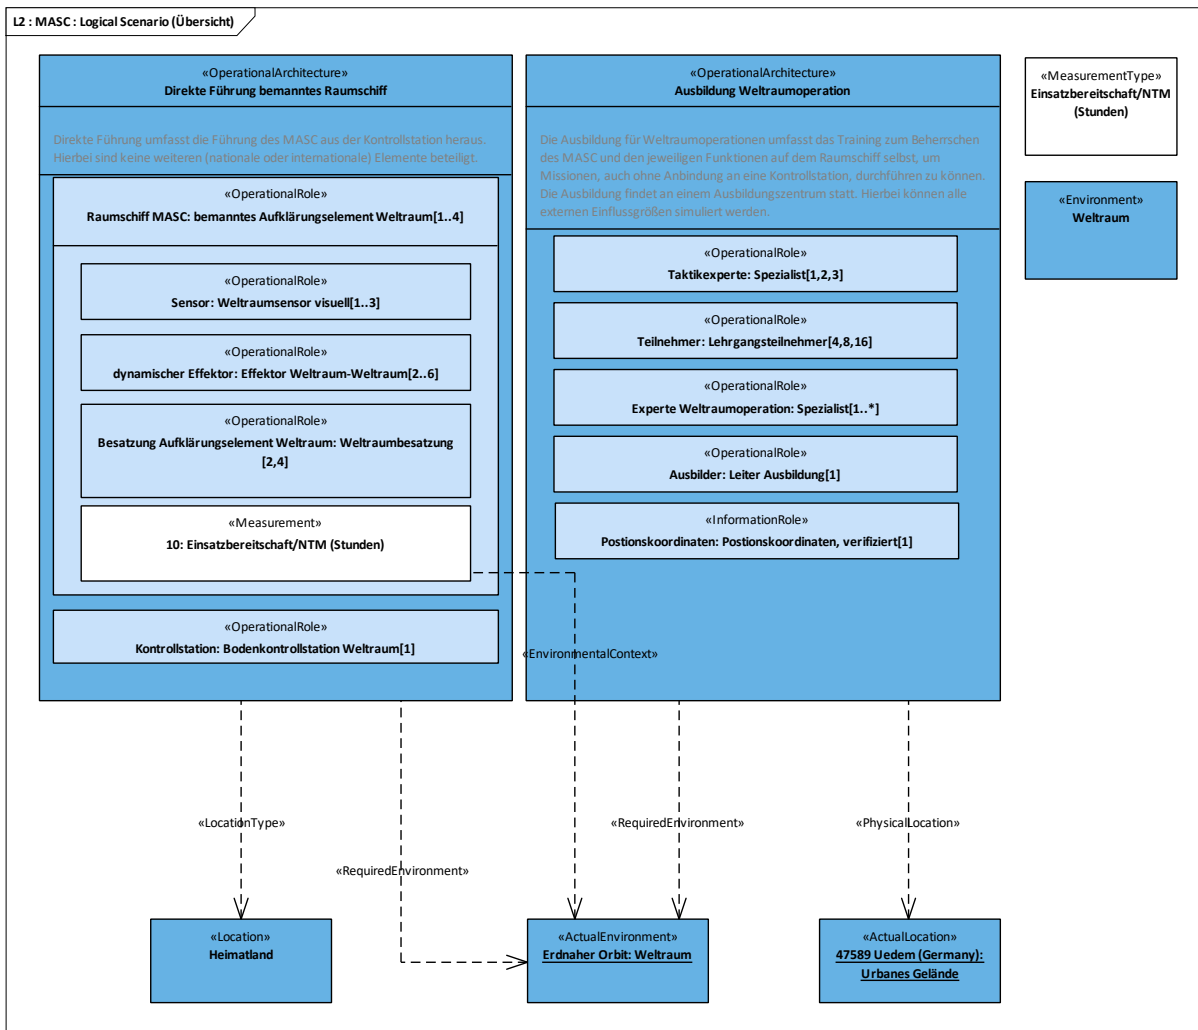 L2 : MASC : Logical Scenario (Übersicht)
«OperationalArchitecture»
Direkte Führung bemanntes Raumschiff
Direkte Führung umfasst die Führung des MASC aus der Kontrollstation heraus.
Hierbei sind keine weiteren (nationale oder internationale) Elemente beteiligt.
«OperationalRole»
Raumschiff MASC: bemanntes Aufklärungselement Weltraum[1..4]
«OperationalRole»
Sensor: Weltraumsensor visuell[1..3]
«OperationalRole»
dynamischer Effektor: Effektor Weltraum-Weltraum[2..6]
«OperationalRole»
Besatzung Aufklärungselement Weltraum: Weltraumbesatzung
[2,4]
«Measurement»
10: Einsatzbereitschaft/NTM (Stunden)
«OperationalRole»
Kontrollstation: Bodenkontrollstation Weltraum[1]
«OperationalArchitecture»
Ausbildung Weltraumoperation
Die Ausbildung für Weltraumoperationen umfasst das Training zum Beherrschen
des MASC und den jeweiligen Funktionen auf dem Raumschiff selbst, um
Missionen, auch ohne Anbindung an eine Kontrollstation, durchführen zu können.
Die Ausbildung findet an einem Ausbildungszentrum statt. Hierbei können alle
externen Einflussgrößen simuliert werden.
«OperationalRole»
Taktikexperte: Spezialist[1,2,3]
«OperationalRole»
Teilnehmer: Lehrgangsteilnehmer[4,8,16]
«OperationalRole»
Experte Weltraumoperation: Spezialist[1..*]
«OperationalRole»
Ausbilder: Leiter Ausbildung[1]
«InformationRole»
Postionskoordinaten: Postionskoordinaten, verifiziert[1]
«MeasurementType»
Einsatzbereitschaft/NTM
(Stunden)
«Environment»
Weltraum
«EnvironmentalContext»
«LocationType»
«RequiredEnvironment»
«RequiredEnvironment»
«PhysicalLocation»
«Location»
Heimatland
«ActualEnvironment»
Erdnaher Orbit: Weltraum
«ActualLocation»
47589 Uedem (Germany):
Urbanes Gelände